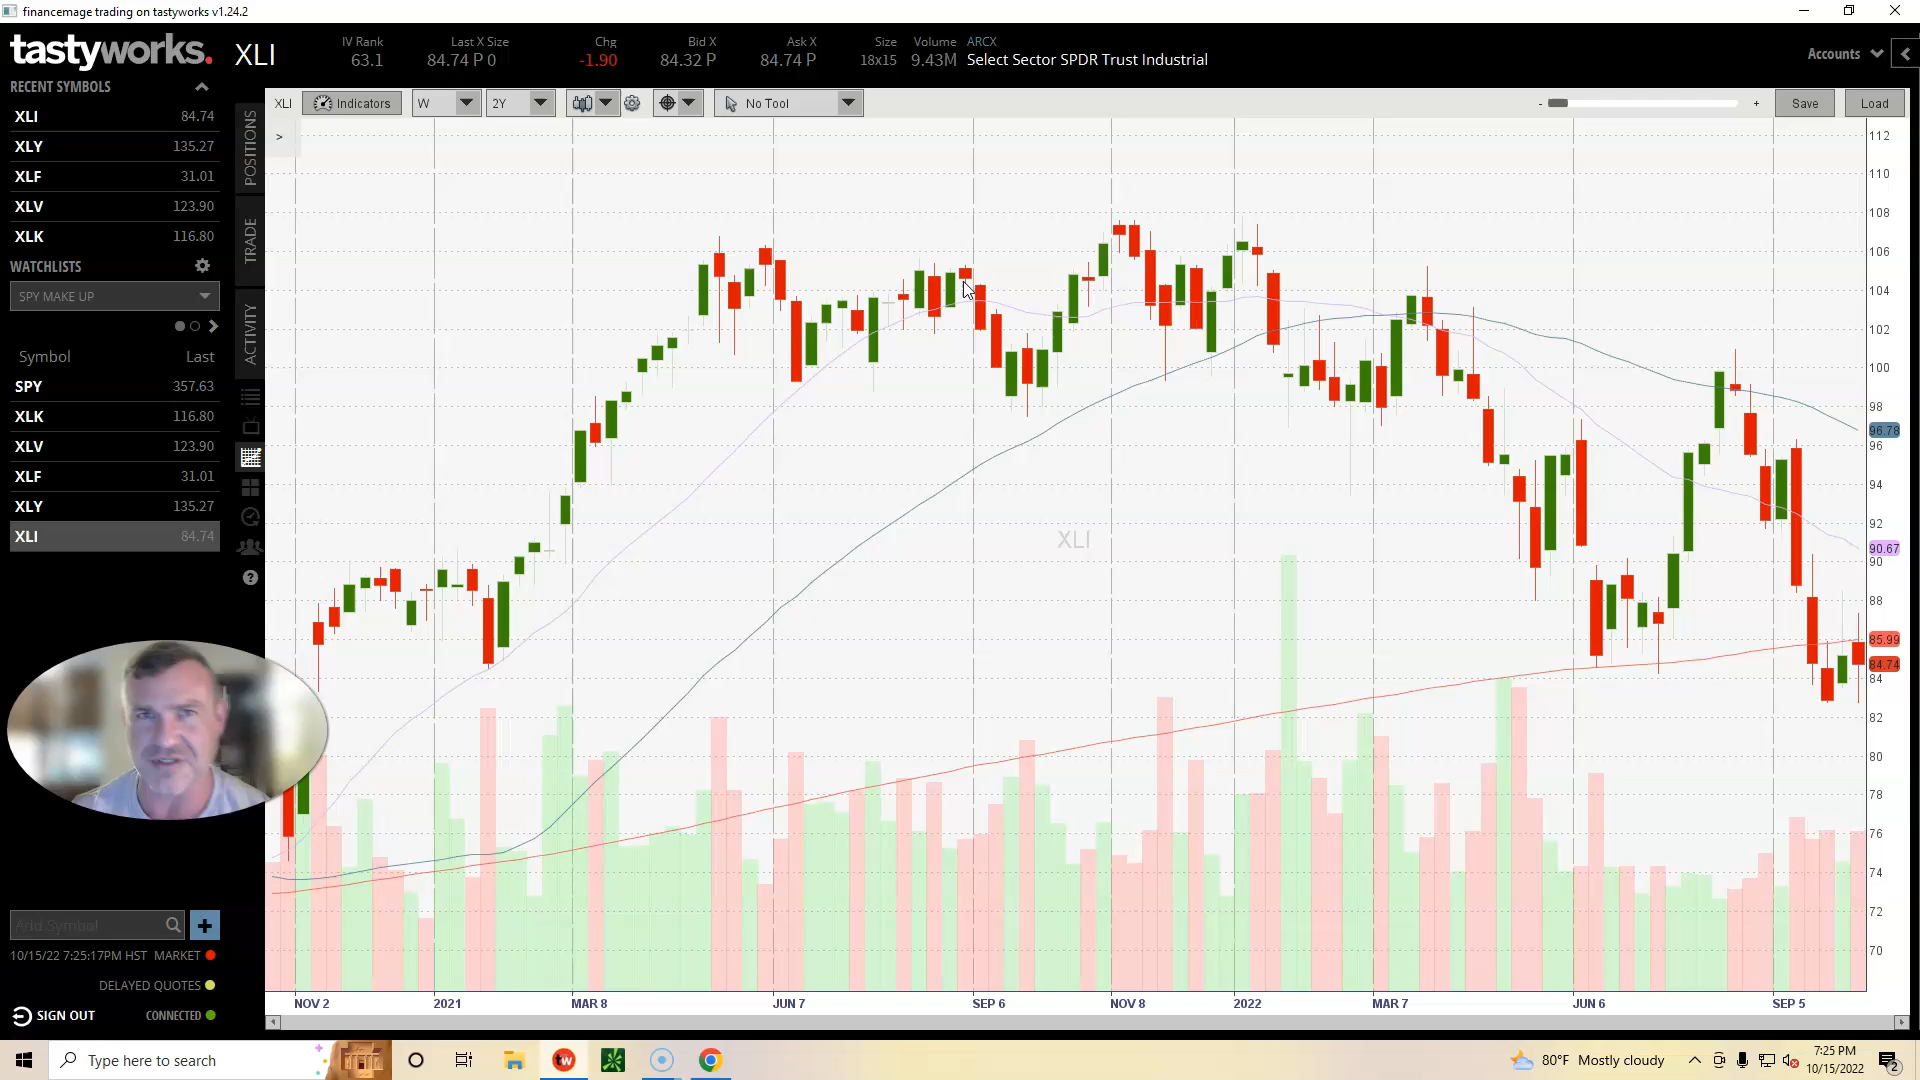 financemage trading on tastyworks v1.24.2
tastyworks.
XLI
IV Rank
63.1
Last X Size
84.74 P 0
Chg
-1.90
Bid X
84.32 P
Ask X
84.74 P
Size
18x15
Volume
9.43M
ARCX
Select Sector SPDR Trust Industrial
Accounts
RECENT SYMBOLS
XLI 84.74
XLY 135.27
XLF 31.01
XLV 123.90
XLK 116.80
WATCHLISTS
SPY MAKE UP
Symbol Last
SPY 357.63
XLK 116.80
XLV 123.90
XLF 31.01
XLY 135.27
XLI 84.74
Add Symbol
10/15/22 7:25:17PM HST MARKET
DELAYED QUOTES
SIGN OUT CONNECTED
POSITIONS
TRADE
ACTIVITY
XLI Indicators W 2Y No Tool - + Save Load
>
XLI
112
110
108
106
104
102
100
98
96.78
96
94
92
90.67
90
88
85.99
84.74
84
82
80
78
76
74
72
70
NOV 2 2021 MAR 8 JUN 7 SEP 6 NOV 8 2022 MAR 7 JUN 6 SEP 5
Type here to search
tw
80°F Mostly cloudy
7:25 PM
10/15/2022
2